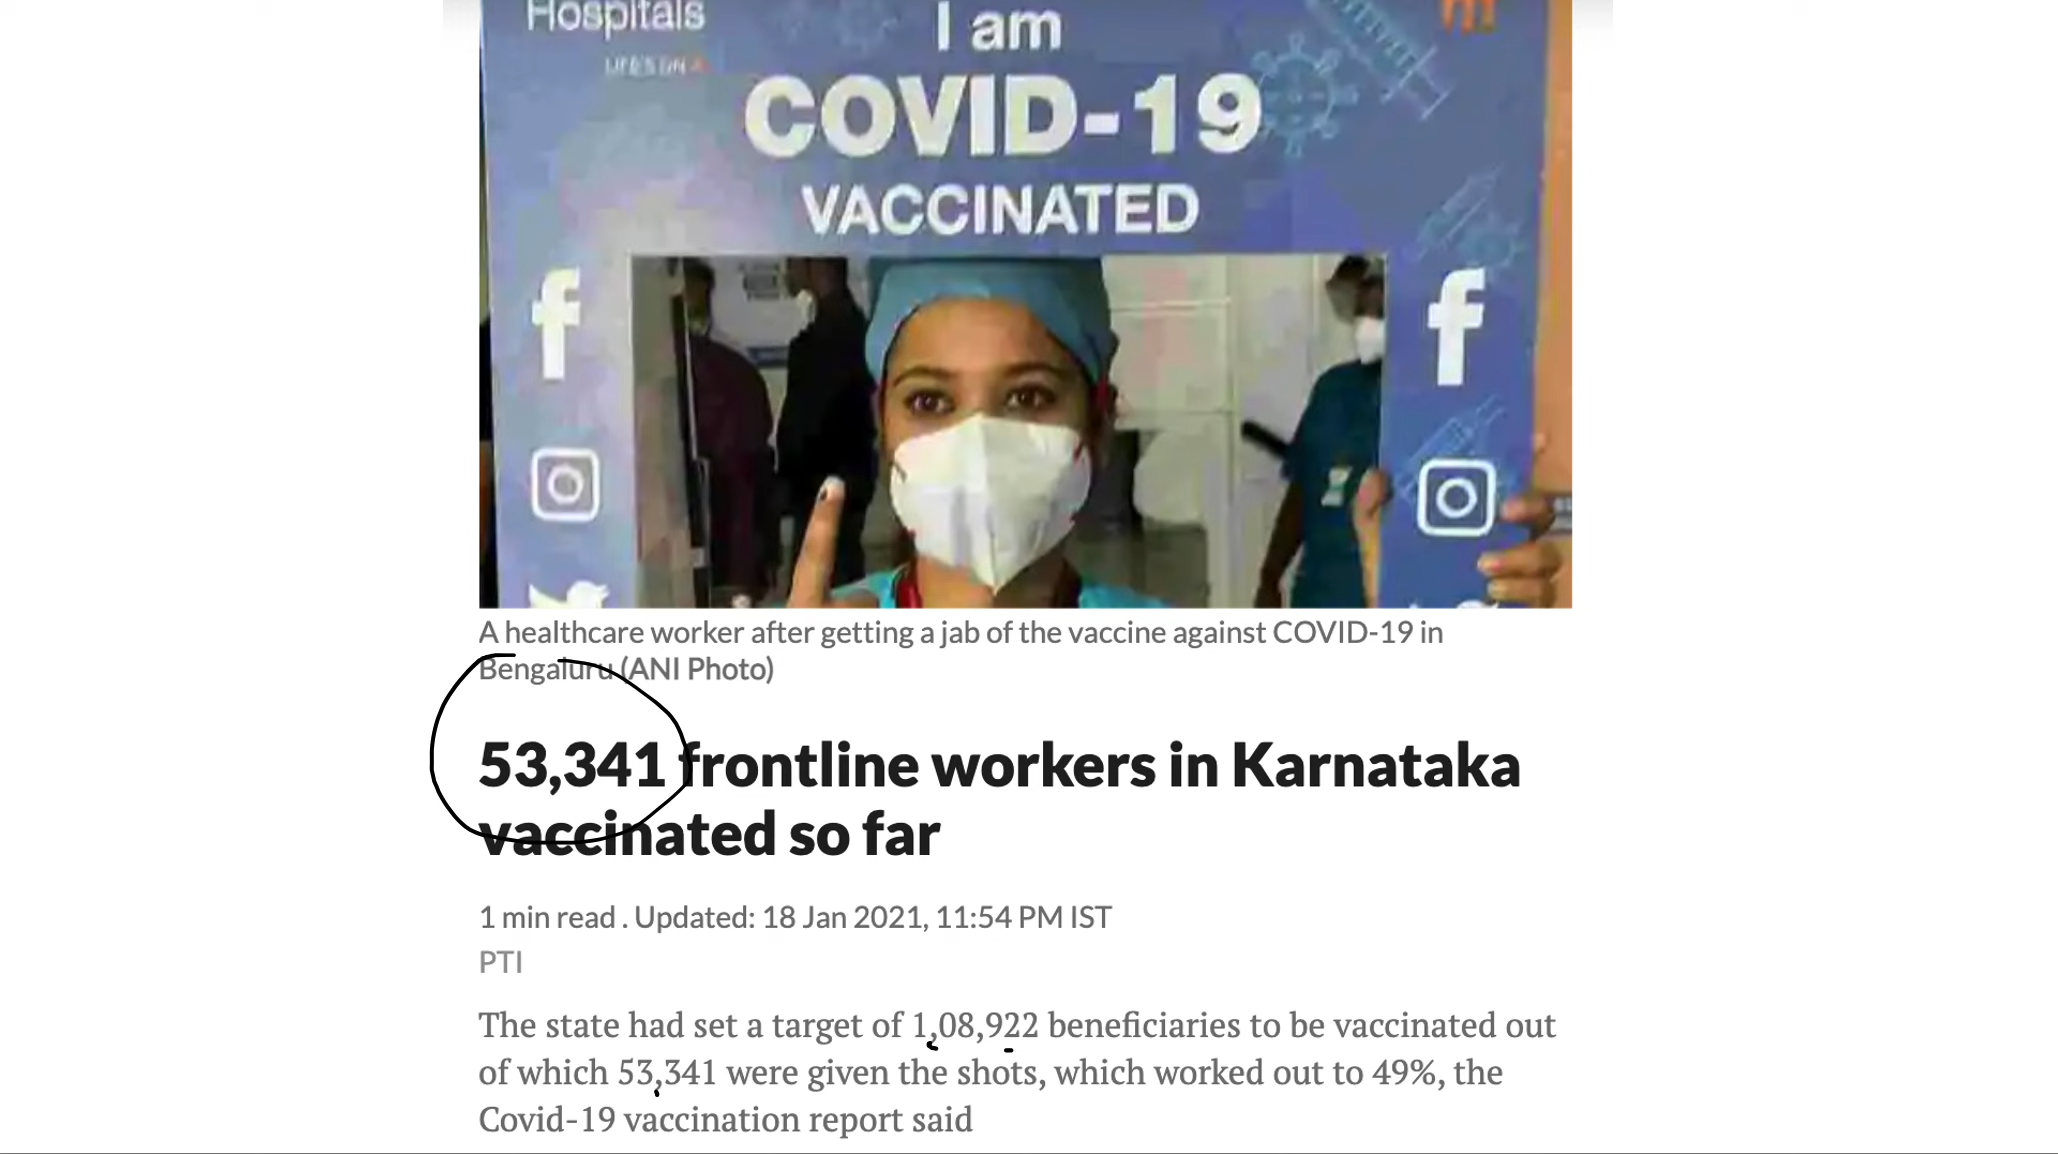 Hospitals
LIFE'S ON
I am
COVID-19
VACCINATED
A healthcare worker after getting a jab of the vaccine against COVID-19 in
Bengaluru (ANI Photo)
53,341 frontline workers in Karnataka
vaccinated so far
1 min read . Updated: 18 Jan 2021, 11:54 PM IST
PTI
The state had set a target of 1,08,922 beneficiaries to be vaccinated out
of which 53,341 were given the shots, which worked out to 49%, the
Covid-19 vaccination report said